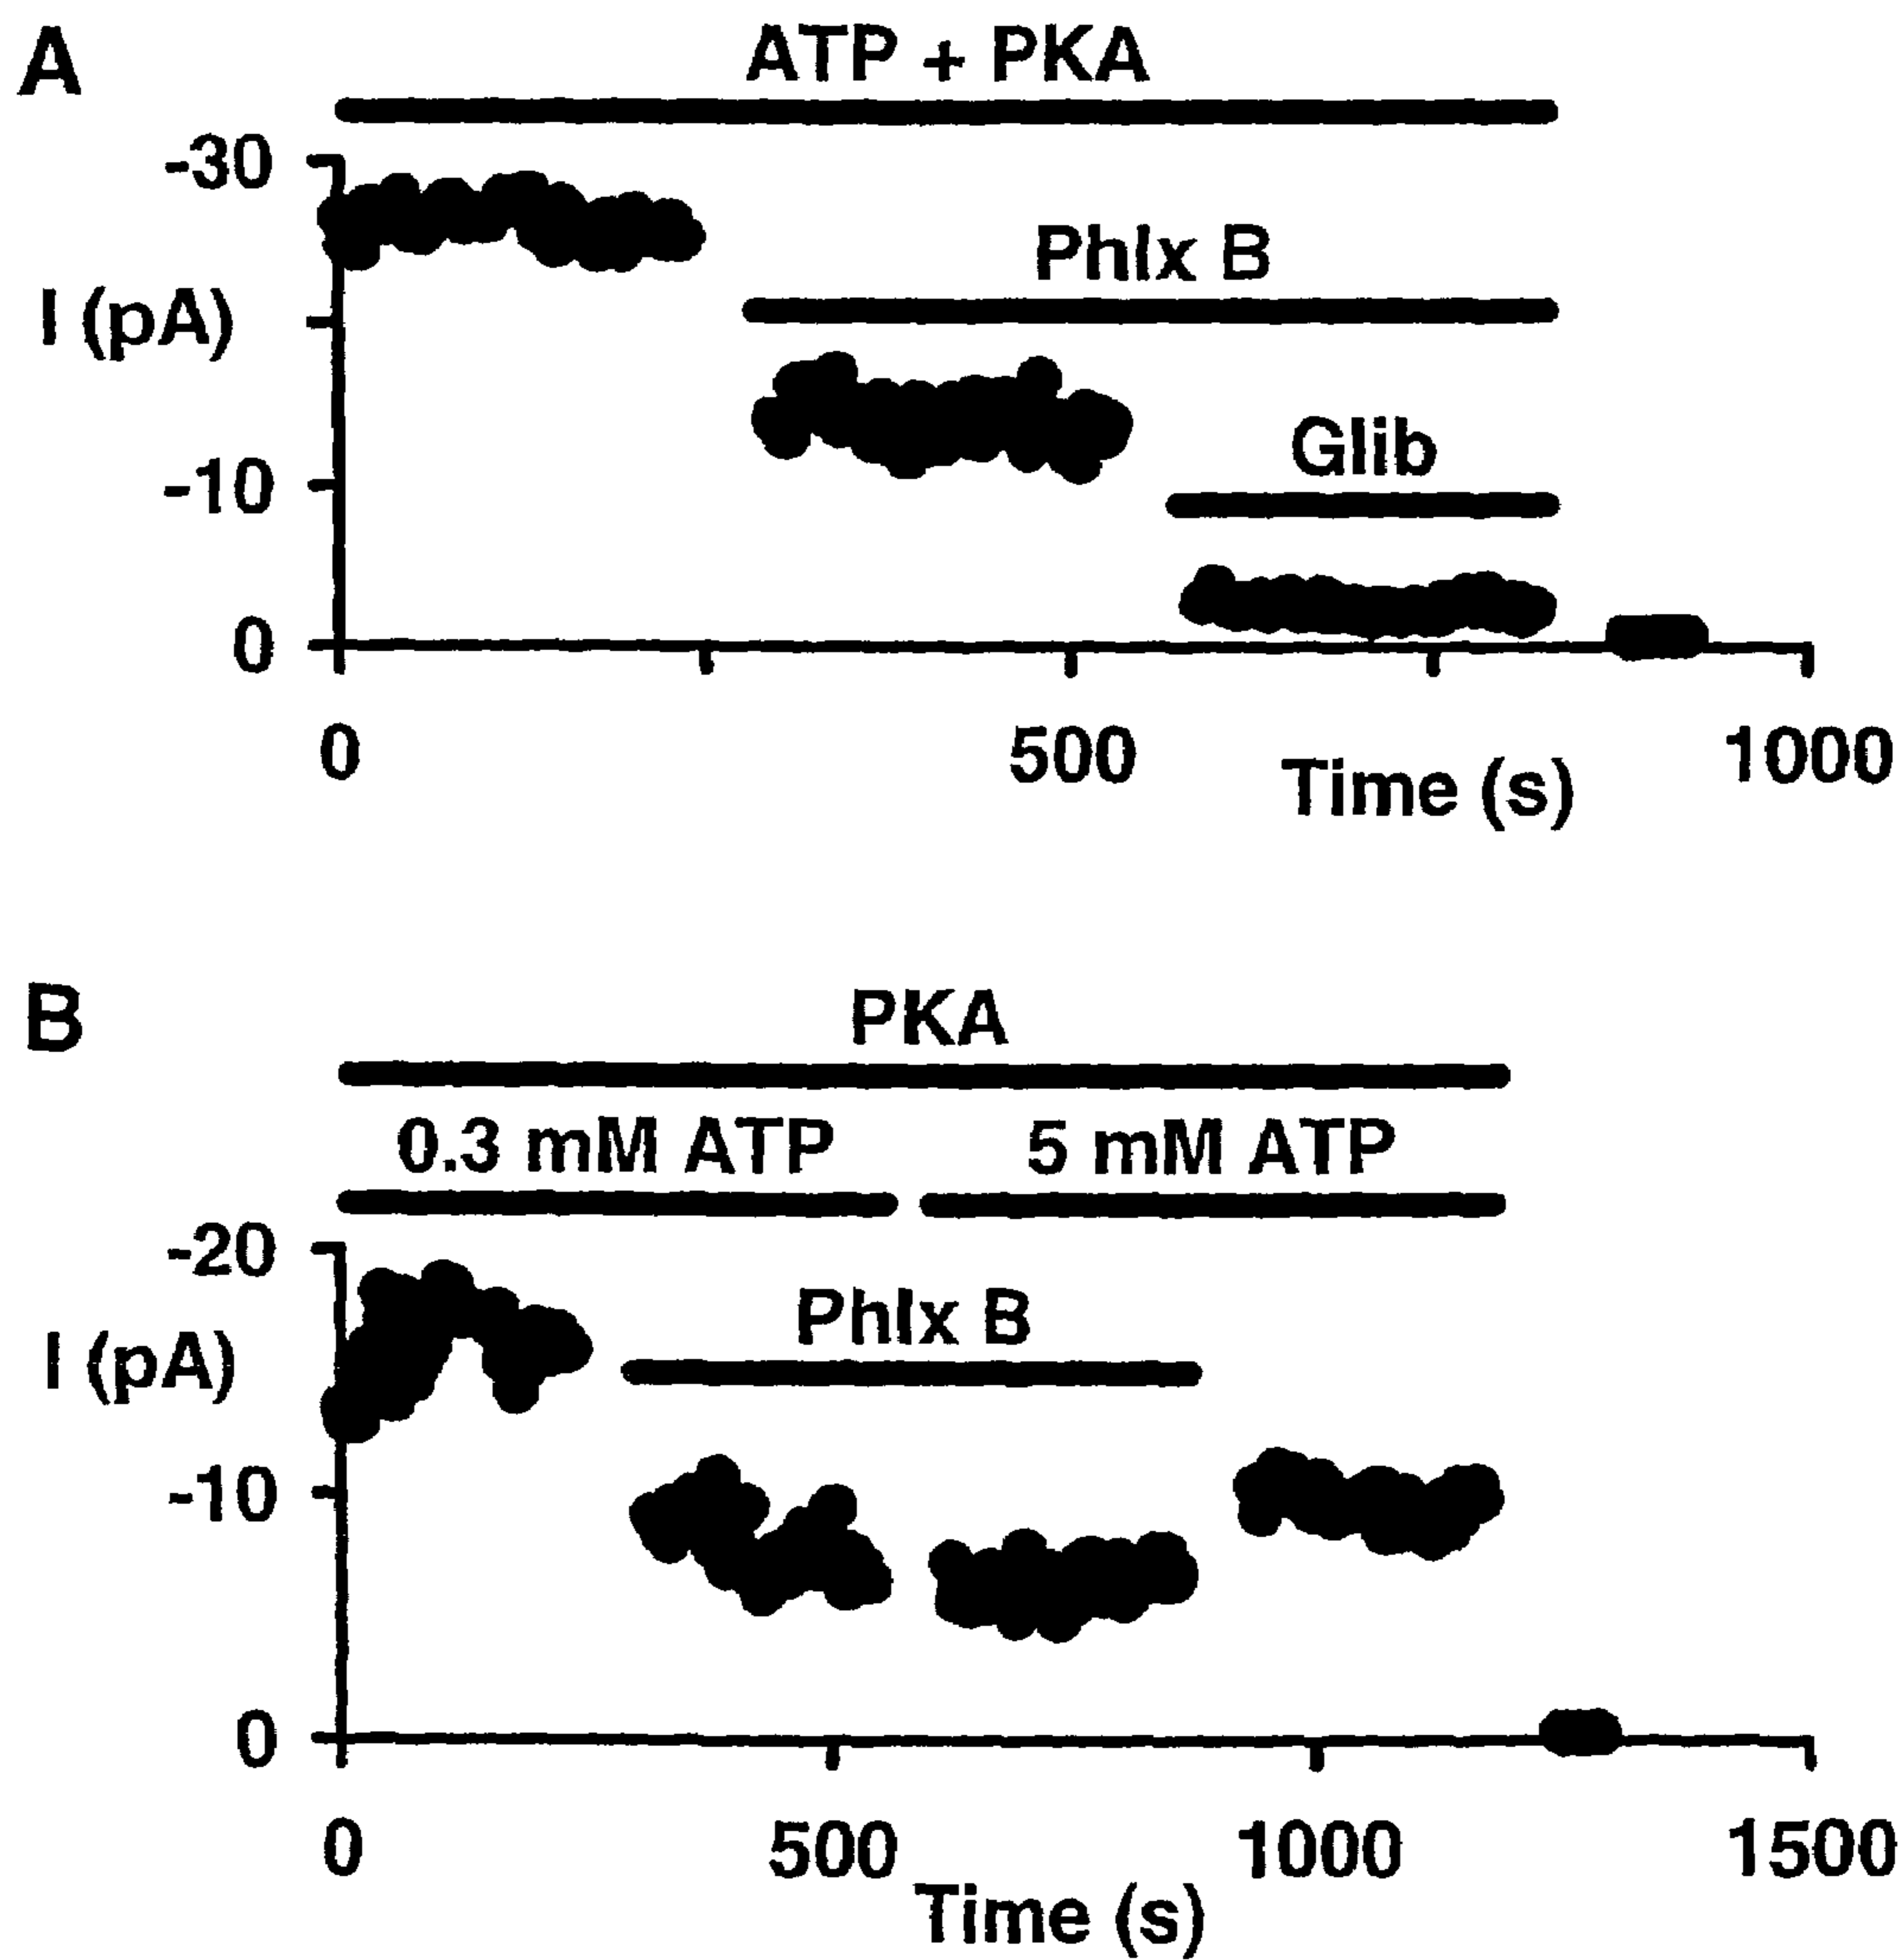 A
ATP + PKA
-30
Phlx B
I (pA)
Glib
-10
0
0
500
1000
Time (s)
B
PKA
0.3 mM ATP
5 mM ATP
-20
Phlx B
I (pA)
-10
0
0
500
1000
1500
Time (s)